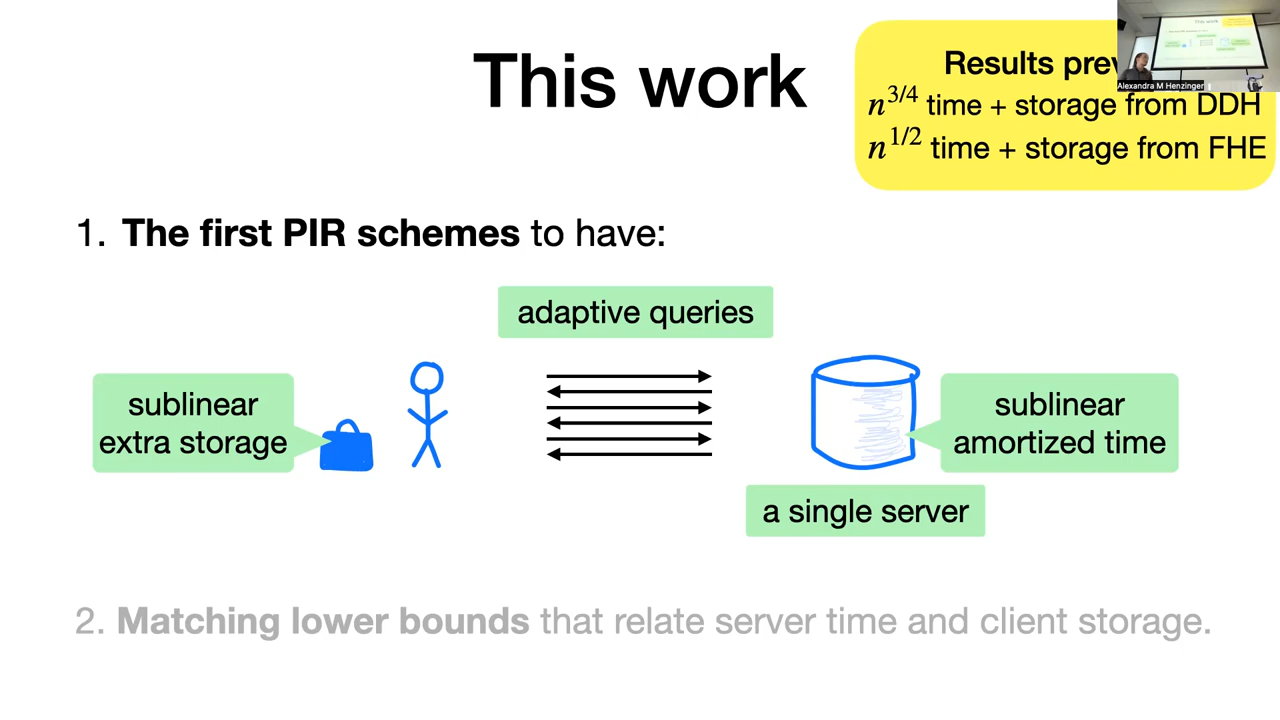 This work
Results prev
n^{3/4} time + storage from DDH
n^{1/2} time + storage from FHE
Alexandra M Henzinger
1. The first PIR schemes to have:
adaptive queries
sublinear
extra storage
sublinear
amortized time
a single server
2. Matching lower bounds that relate server time and client storage.